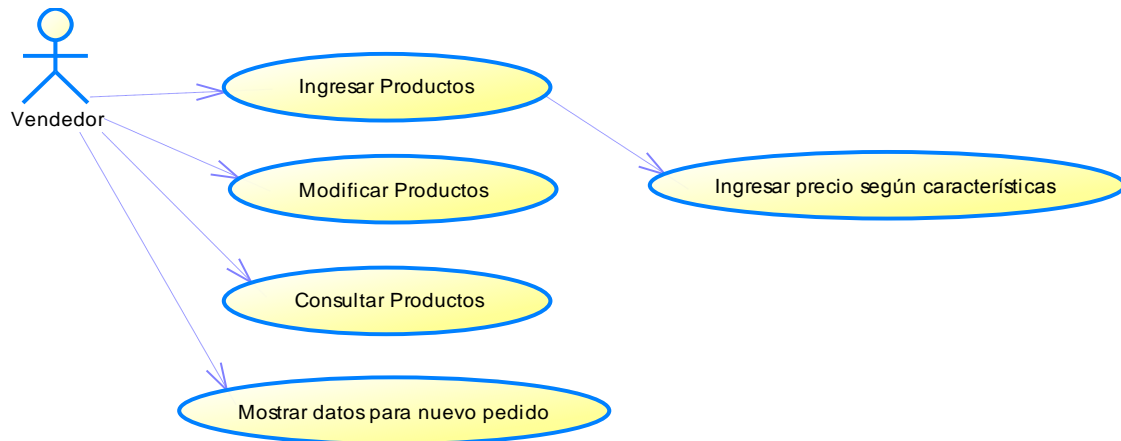 Vendedor
Ingresar Productos
Modificar Productos
Ingresar precio según características
Consultar Productos
Mostrar datos para nuevo pedido